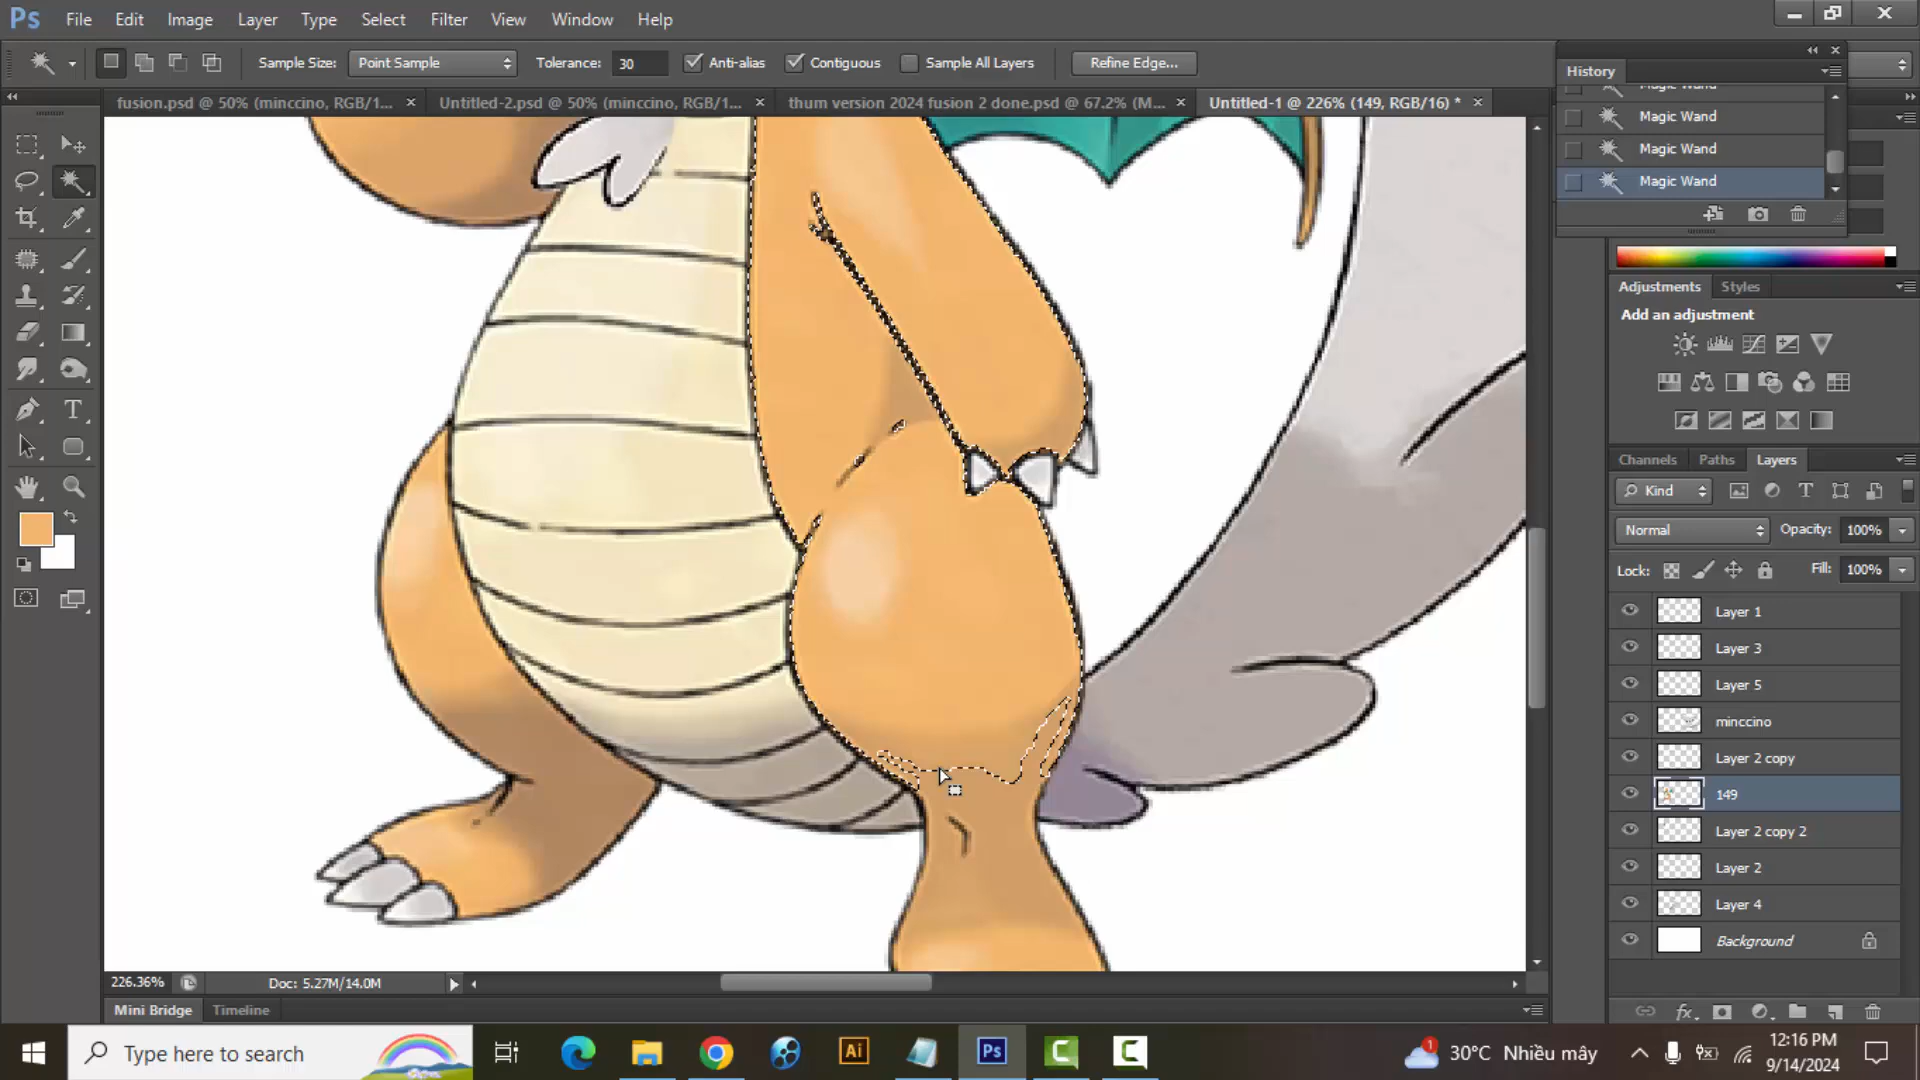 Ps File Edit Image Layer Type Select Filter View Window Help
Sample Size: Point Sample Tolerance: 30 Anti-alias Contiguous Sample All Layers Refine Edge...
fusion.psd @ 50% (minccino, RGB/1... Untitled-2.psd @ 50% (minccino, RGB/1... thum version 2024 fusion 2 done.psd @ 67.2% (M... Untitled-1 @ 226% (149, RGB/16) *
History
Magic Wand
Magic Wand
Magic Wand
Magic Wand
Adjustments Styles
Add an adjustment
Channels Paths Layers
Kind
Normal Opacity: 100%
Lock: Fill: 100%
Layer 1
Layer 3
Layer 5
minccino
Layer 2 copy
149
Layer 2 copy 2
Layer 2
Layer 4
Background
226.36% Doc: 5.27M/14.0M
Mini Bridge Timeline
Type here to search
Ai Ps
1 30°C Nhiều mây
12:16 PM
9/14/2024